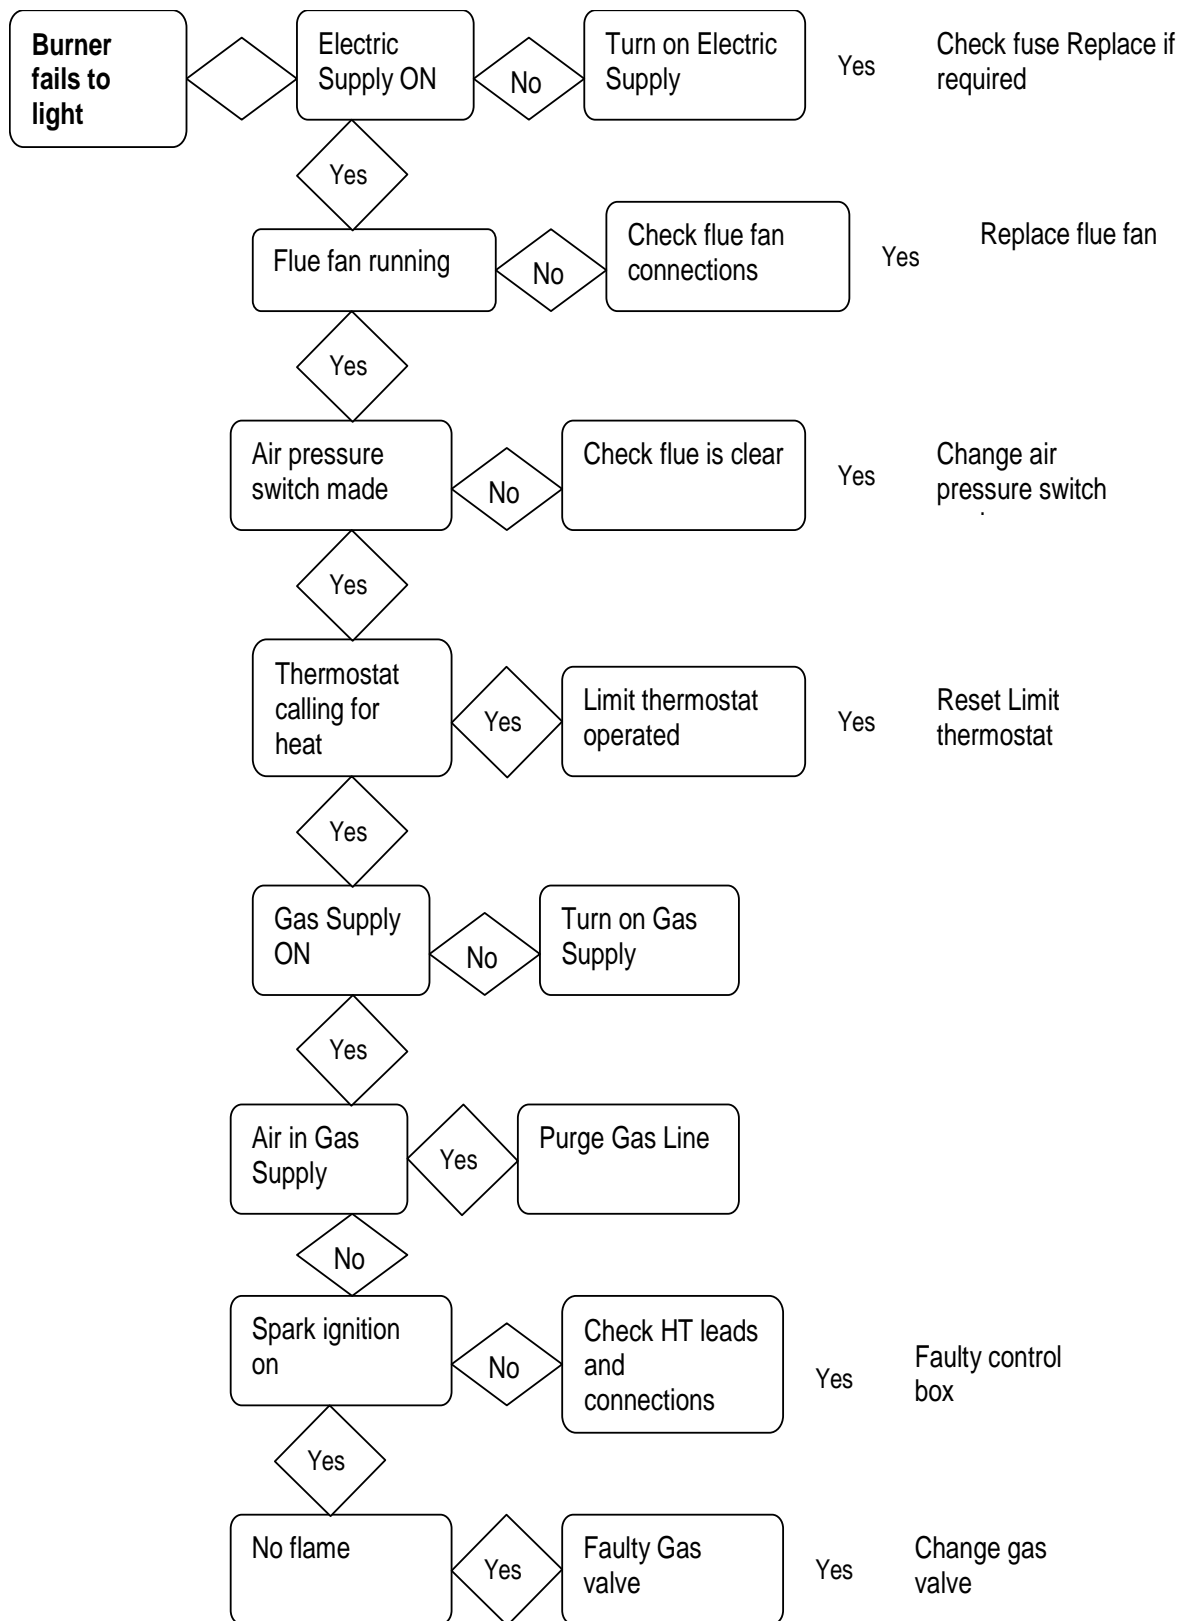 Burner
fails to
light
Electric
Supply ON
No
Turn on Electric
Supply
Yes
Check fuse Replace if
required
Yes
Flue fan running
No
Check flue fan
connections
Yes
Replace flue fan
Yes
Air pressure
switch made
No
Check flue is clear
Yes
Change air
pressure switch
Yes
Thermostat
calling for
heat
Yes
Limit thermostat
operated
Yes
Reset Limit
thermostat
Yes
Gas Supply
ON
No
Turn on Gas
Supply
Yes
Air in Gas
Supply
Yes
Purge Gas Line
No
Spark ignition
on
No
Check HT leads
and
connections
Yes
Faulty control
box
Yes
No flame
Yes
Faulty Gas
valve
Yes
Change gas
valve